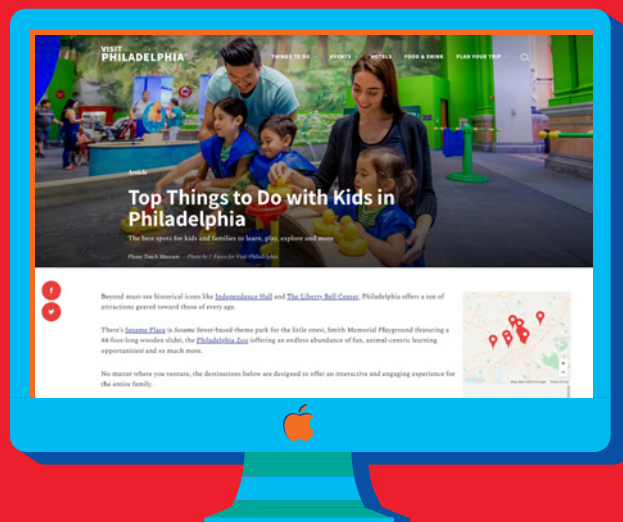 VISIT
PHILADELPHIA
THINGS TO DO
EVENTS
HOTELS
FOOD & DRINK
PLAN YOUR TRIP
Article
Top Things to Do with Kids in
Philadelphia
The best spots for kids and families to learn, play, explore and more
Please Touch Museum – Photo by J. Fusco for Visit Philadelphia
Beyond must-see historical icons like Independence Hall and The Liberty Bell Center, Philadelphia offers a ton of
attractions geared toward those of every age.
There's Sesame Place (a Sesame Street-based theme park for the little ones), Smith Memorial Playground (featuring a
44-foot-long wooden slide), the Philadelphia Zoo (offering an endless abundance of fun, animal-centric learning
opportunities) and so much more.
No matter where you venture, the destinations below are designed to offer an interactive and engaging experience for
the entire family.